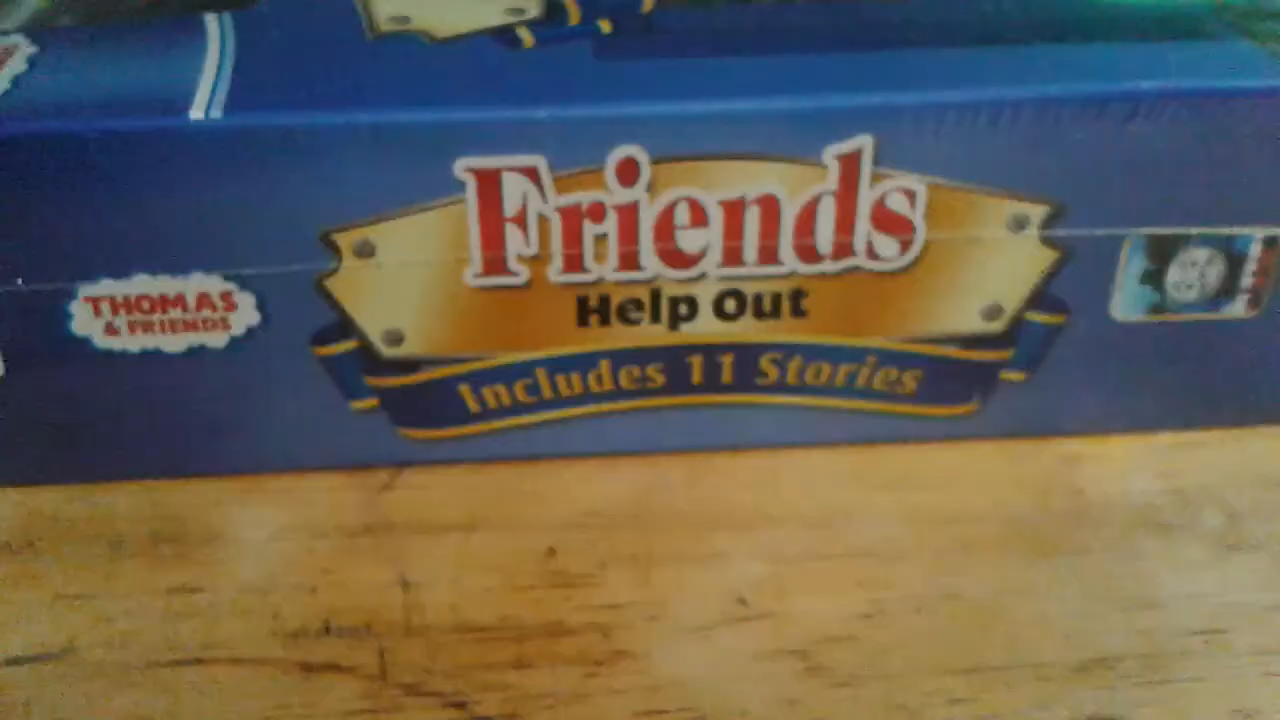 THOMAS
& FRIENDS
Friends
Help Out
Includes 11 Stories